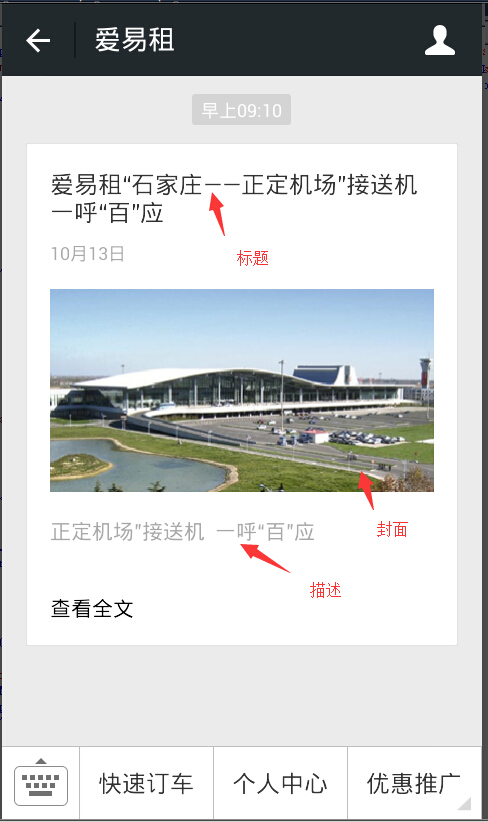 爱易租
早上09:10
爱易租“石家庄——正定机场”接送机
一呼“百”应
10月13日
标题
封面
正定机场”接送机 一呼“百”应
描述
查看全文
快速订车
个人中心
优惠推广